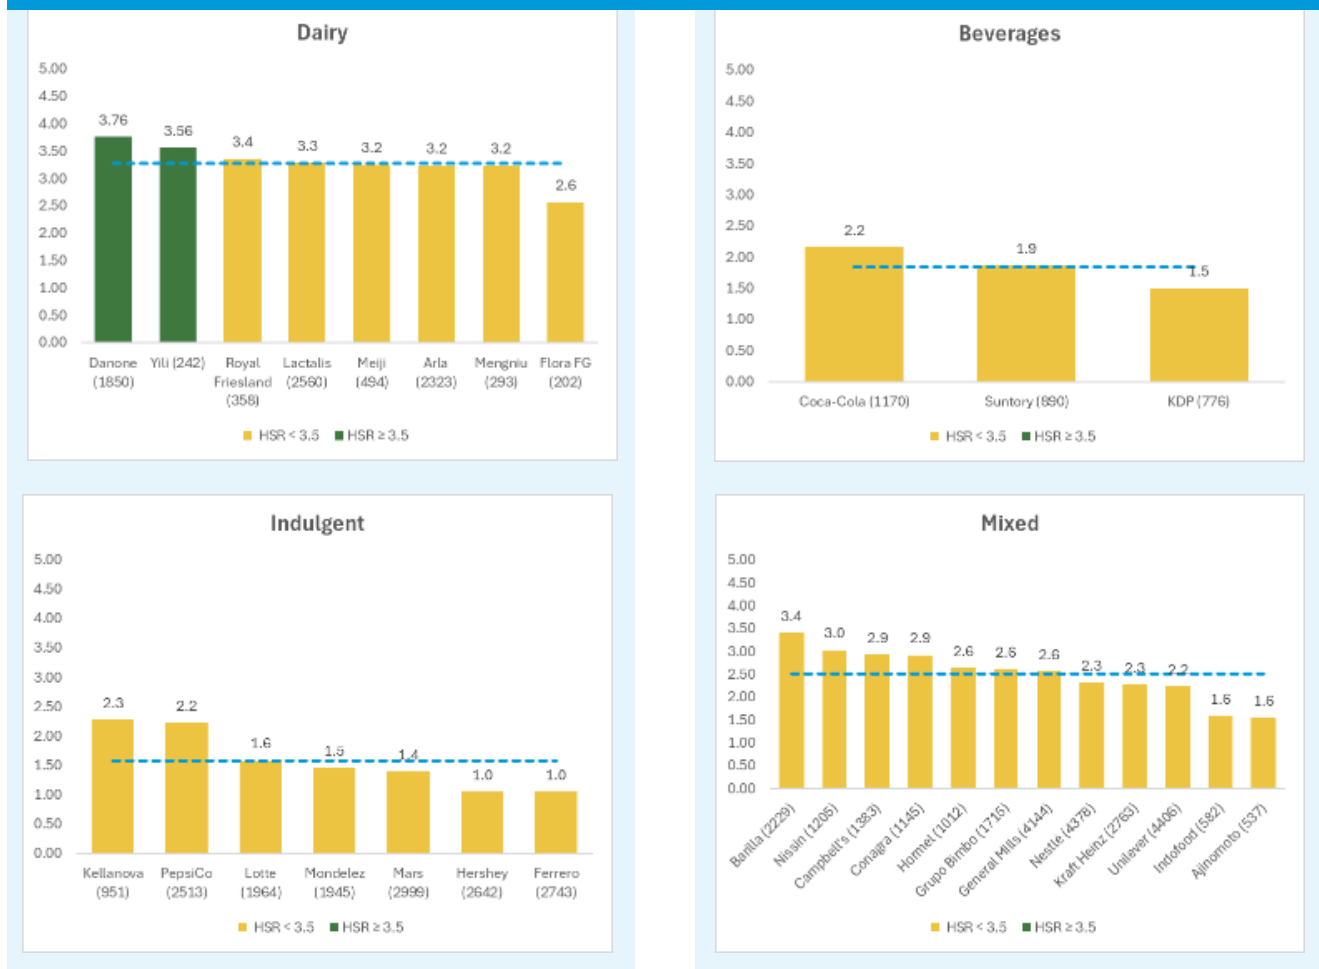 Dairy
5.00
4.50
4.00
3.50
3.00
2.50
2.00
1.50
1.00
0.50
0.00
3.76
3.56
3.4
3.3
3.2
3.2
3.2
2.6
Danone (1850)
Yili (242)
Royal Friesland (358)
Lactalis (2560)
Meiji (494)
Arla (2323)
Mengniu (293)
Flora FG (202)
HSR < 3.5
HSR ≥ 3.5
Beverages
5.00
4.50
4.00
3.50
3.00
2.50
2.00
1.50
1.00
0.50
0.00
2.2
1.9
1.5
Coca-Cola (1170)
Suntory (890)
KDP (776)
HSR < 3.5
HSR ≥ 3.5
Indulgent
5.00
4.50
4.00
3.50
3.00
2.50
2.00
1.50
1.00
0.50
0.00
2.3
2.2
1.6
1.5
1.4
1.0
1.0
Kellanova (951)
PepsiCo (2513)
Lotte (1964)
Mondelez (1945)
Mars (2999)
Hershey (2642)
Ferrero (2743)
HSR < 3.5
HSR ≥ 3.5
Mixed
5.00
4.50
4.00
3.50
3.00
2.50
2.00
1.50
1.00
0.50
0.00
3.4
3.0
2.9
2.9
2.6
2.6
2.6
2.3
2.3
2.2
1.6
1.6
Barilla (2229)
Nissin (1205)
Campbell's (1383)
Conagra (1145)
Hormel (1012)
Grupo Bimbo (1716)
General Mills (4144)
Nestle (4378)
Kraft Heinz (2763)
Unilever (4406)
Indofood (582)
Ajinomoto (537)
HSR < 3.5
HSR ≥ 3.5